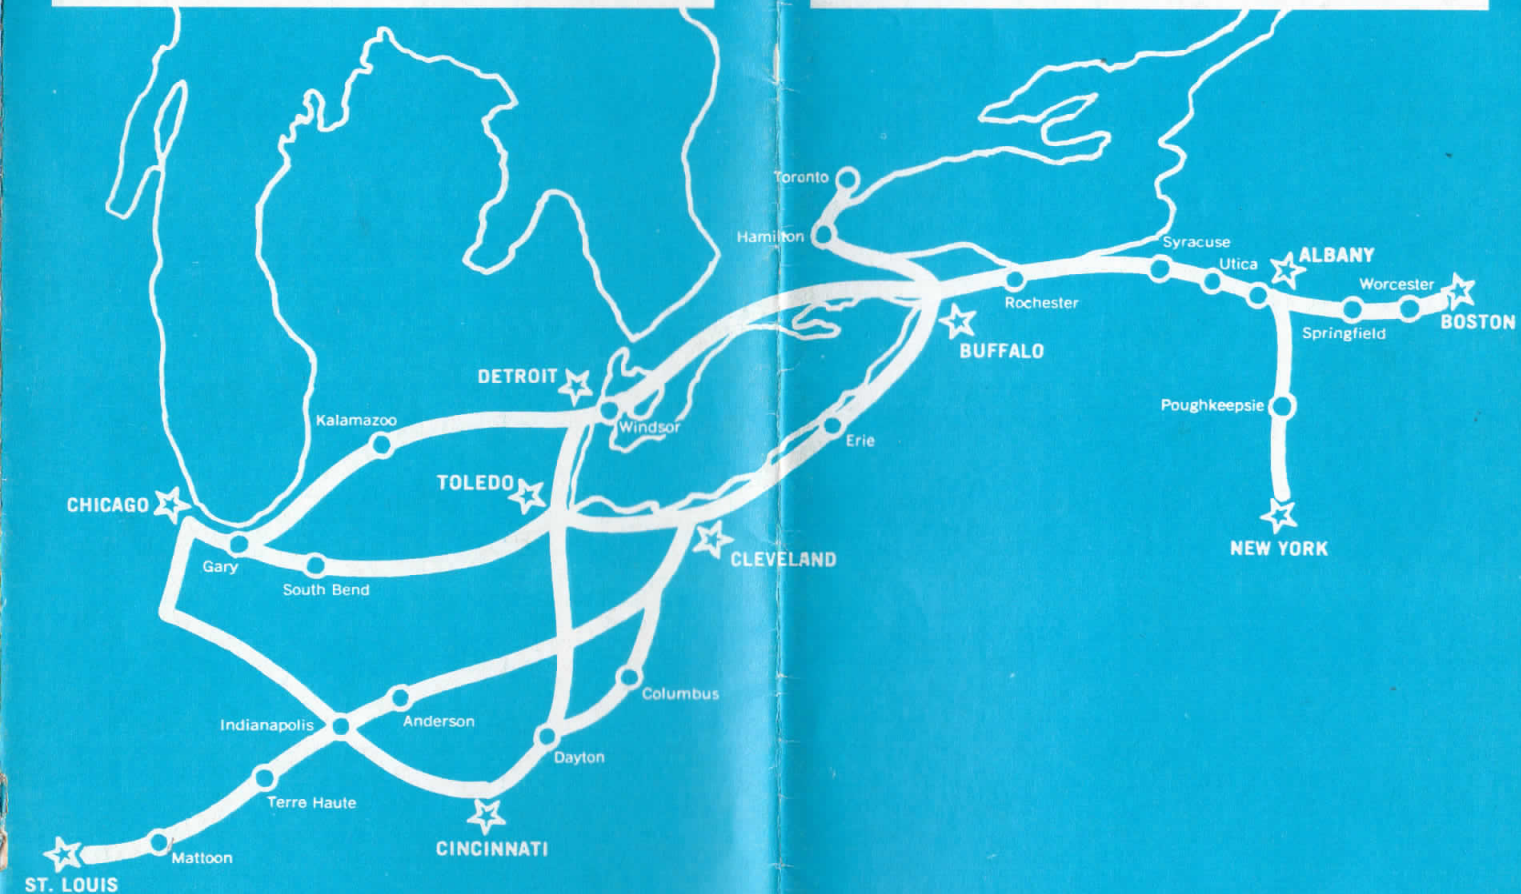 Toronto
Hamilton
Syracuse
Utica
ALBANY
Worcester
Rochester
Springfield
BOSTON
BUFFALO
DETROIT
Windsor
Kalamazoo
Erie
Poughkeepsie
TOLEDO
CHICAGO
CLEVELAND
NEW YORK
Gary
South Bend
Columbus
Indianapolis
Anderson
Dayton
Terre Haute
CINCINNATI
Mattoon
ST. LOUIS